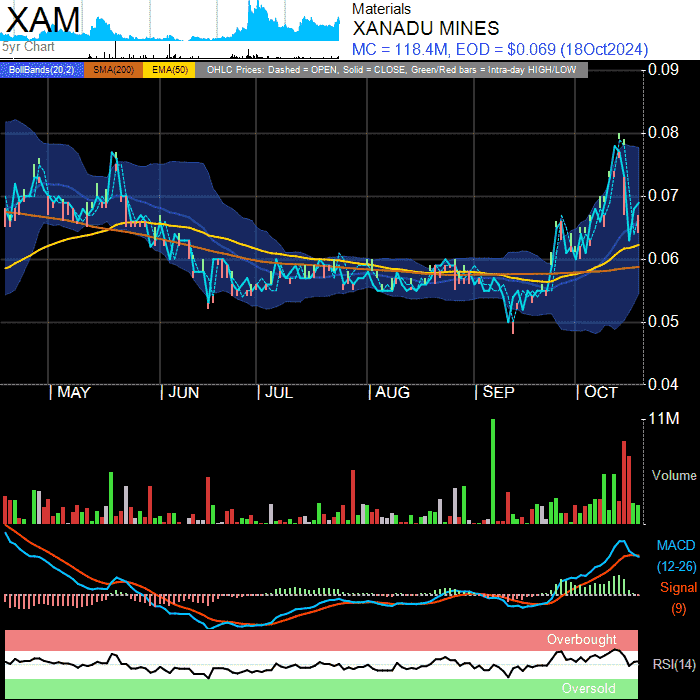 XAM
5yr Chart
Materials
XANADU MINES
MC = 118.4M, EOD = $0.069 (18Oct2024)
BollBands(20,2) SMA(200) EMA(50) OHLC Prices: Dashed = OPEN, Solid = CLOSE, Green/Red bars = Intra-day HIGH/LOW
0.09
0.08
0.07
0.06
0.05
0.04
MAY JUN JUL AUG SEP OCT
11M
Volume
MACD
(12-26)
Signal
(9)
Overbought
RSI(14)
Oversold